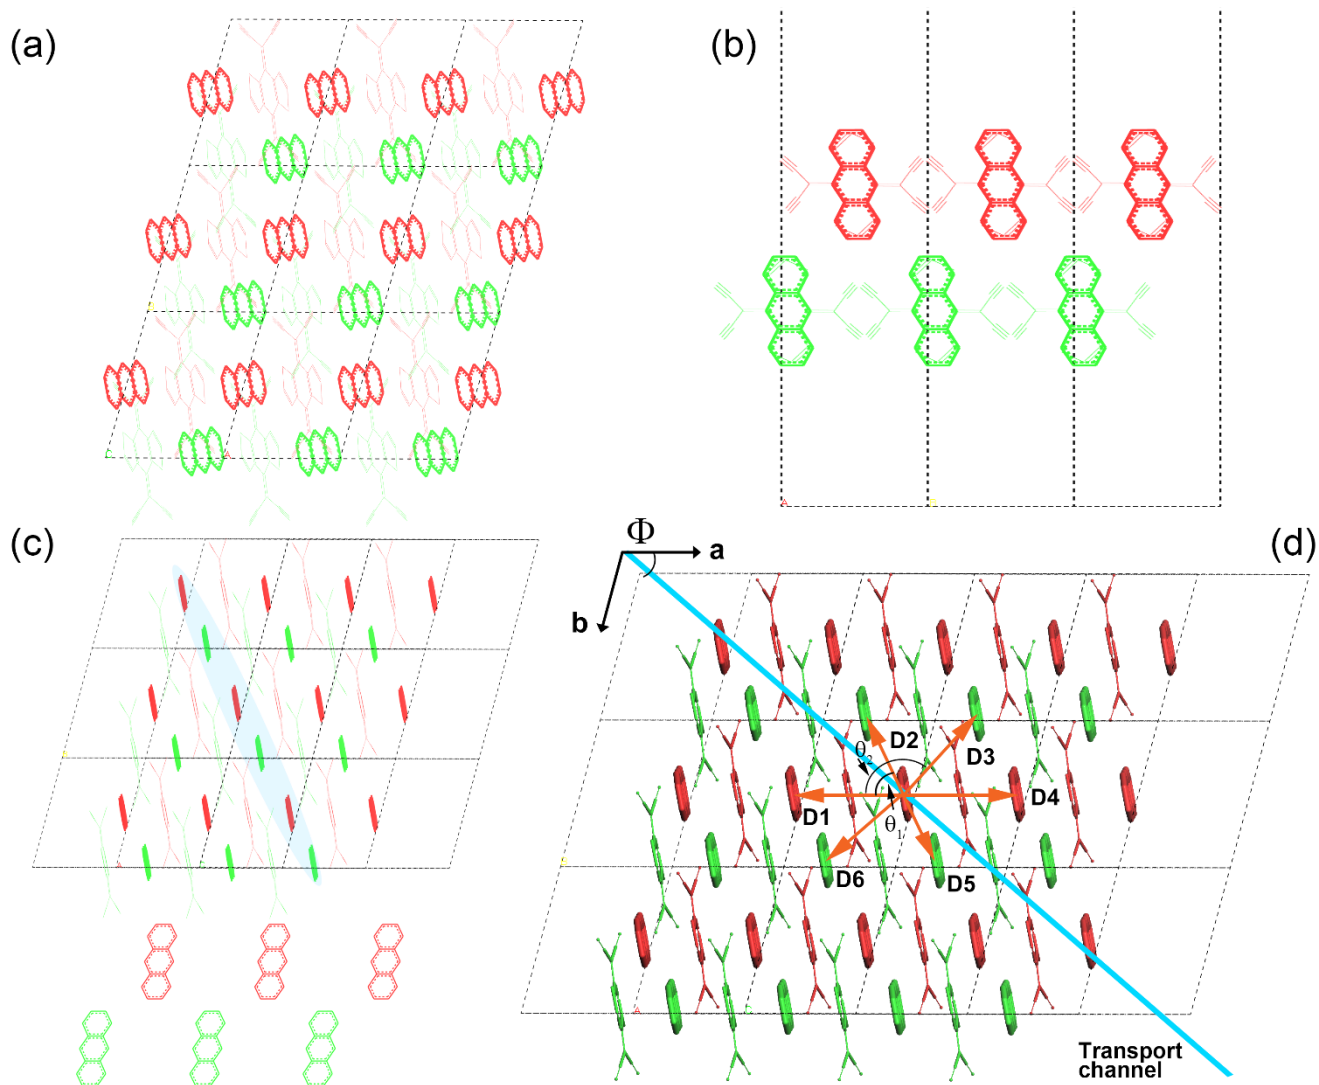 (a)
(b)
(c)
(d)
Φ
a
b
D2
D3
θ2
D1
D4
θ1
D6
D5
Transport
channel